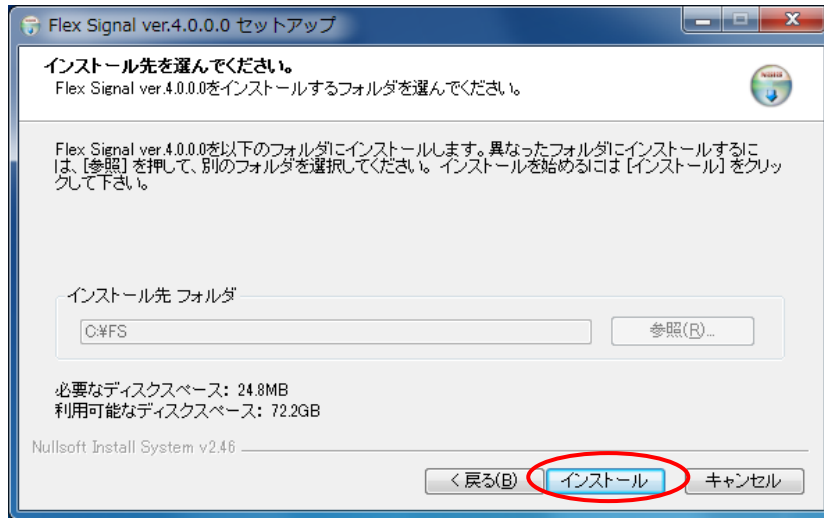 Flex Signal ver.4.0.0.0 セットアップ
インストール先を選んでください。
Flex Signal ver.4.0.0.0をインストールするフォルダを選んでください。
Flex Signal ver.4.0.0.0を以下のフォルダにインストールします。異なったフォルダにインストールするに
は、[参照] を押して、別のフォルダを選択してください。 インストールを始めるには [インストール] をクリッ
クして下さい。
インストール先 フォルダ
C:¥FS
参照(R)...
必要なディスクスペース: 24.8MB
利用可能なディスクスペース: 72.2GB
Nullsoft Install System v2.46
< 戻る(B)
インストール
キャンセル